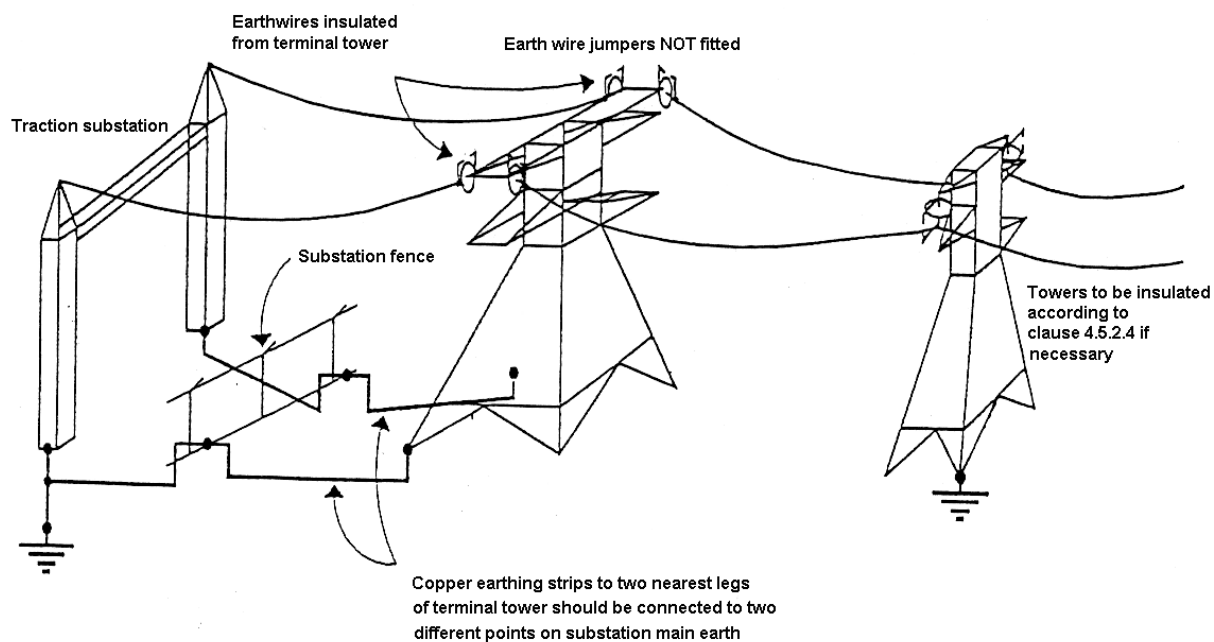 Earthwires insulated
from terminal tower
Earth wire jumpers NOT fitted
Traction substation
Substation fence
Towers to be insulated
according to
clause 4.5.2.4 if
necessary
Copper earthing strips to two nearest legs
of terminal tower should be connected to two
different points on substation main earth